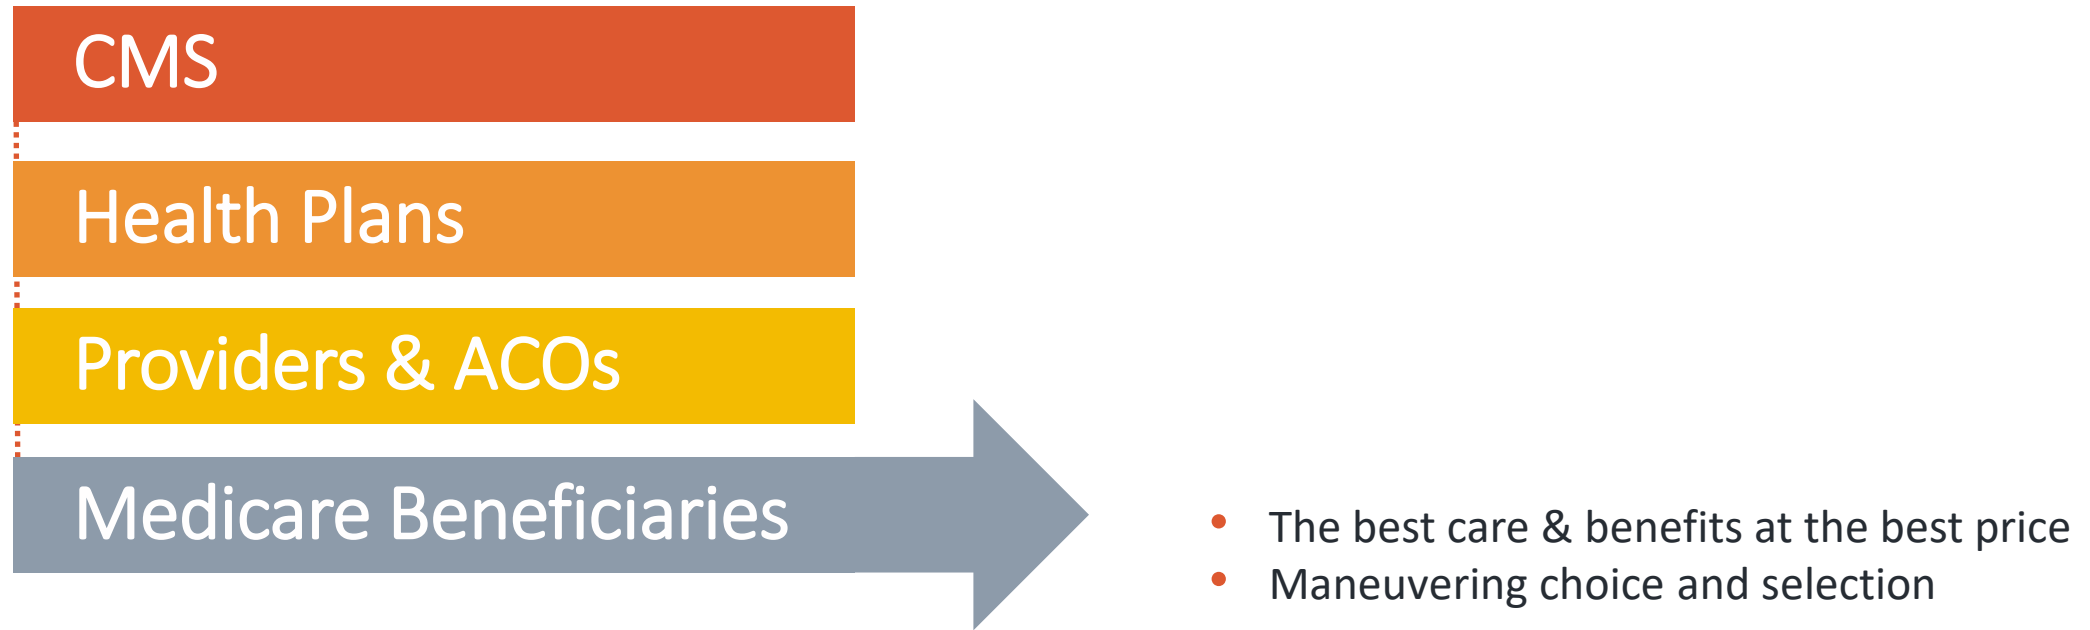 CMS
Health Plans
Providers & ACOs
Medicare Beneficiaries
• The best care & benefits at the best price
• Maneuvering choice and selection